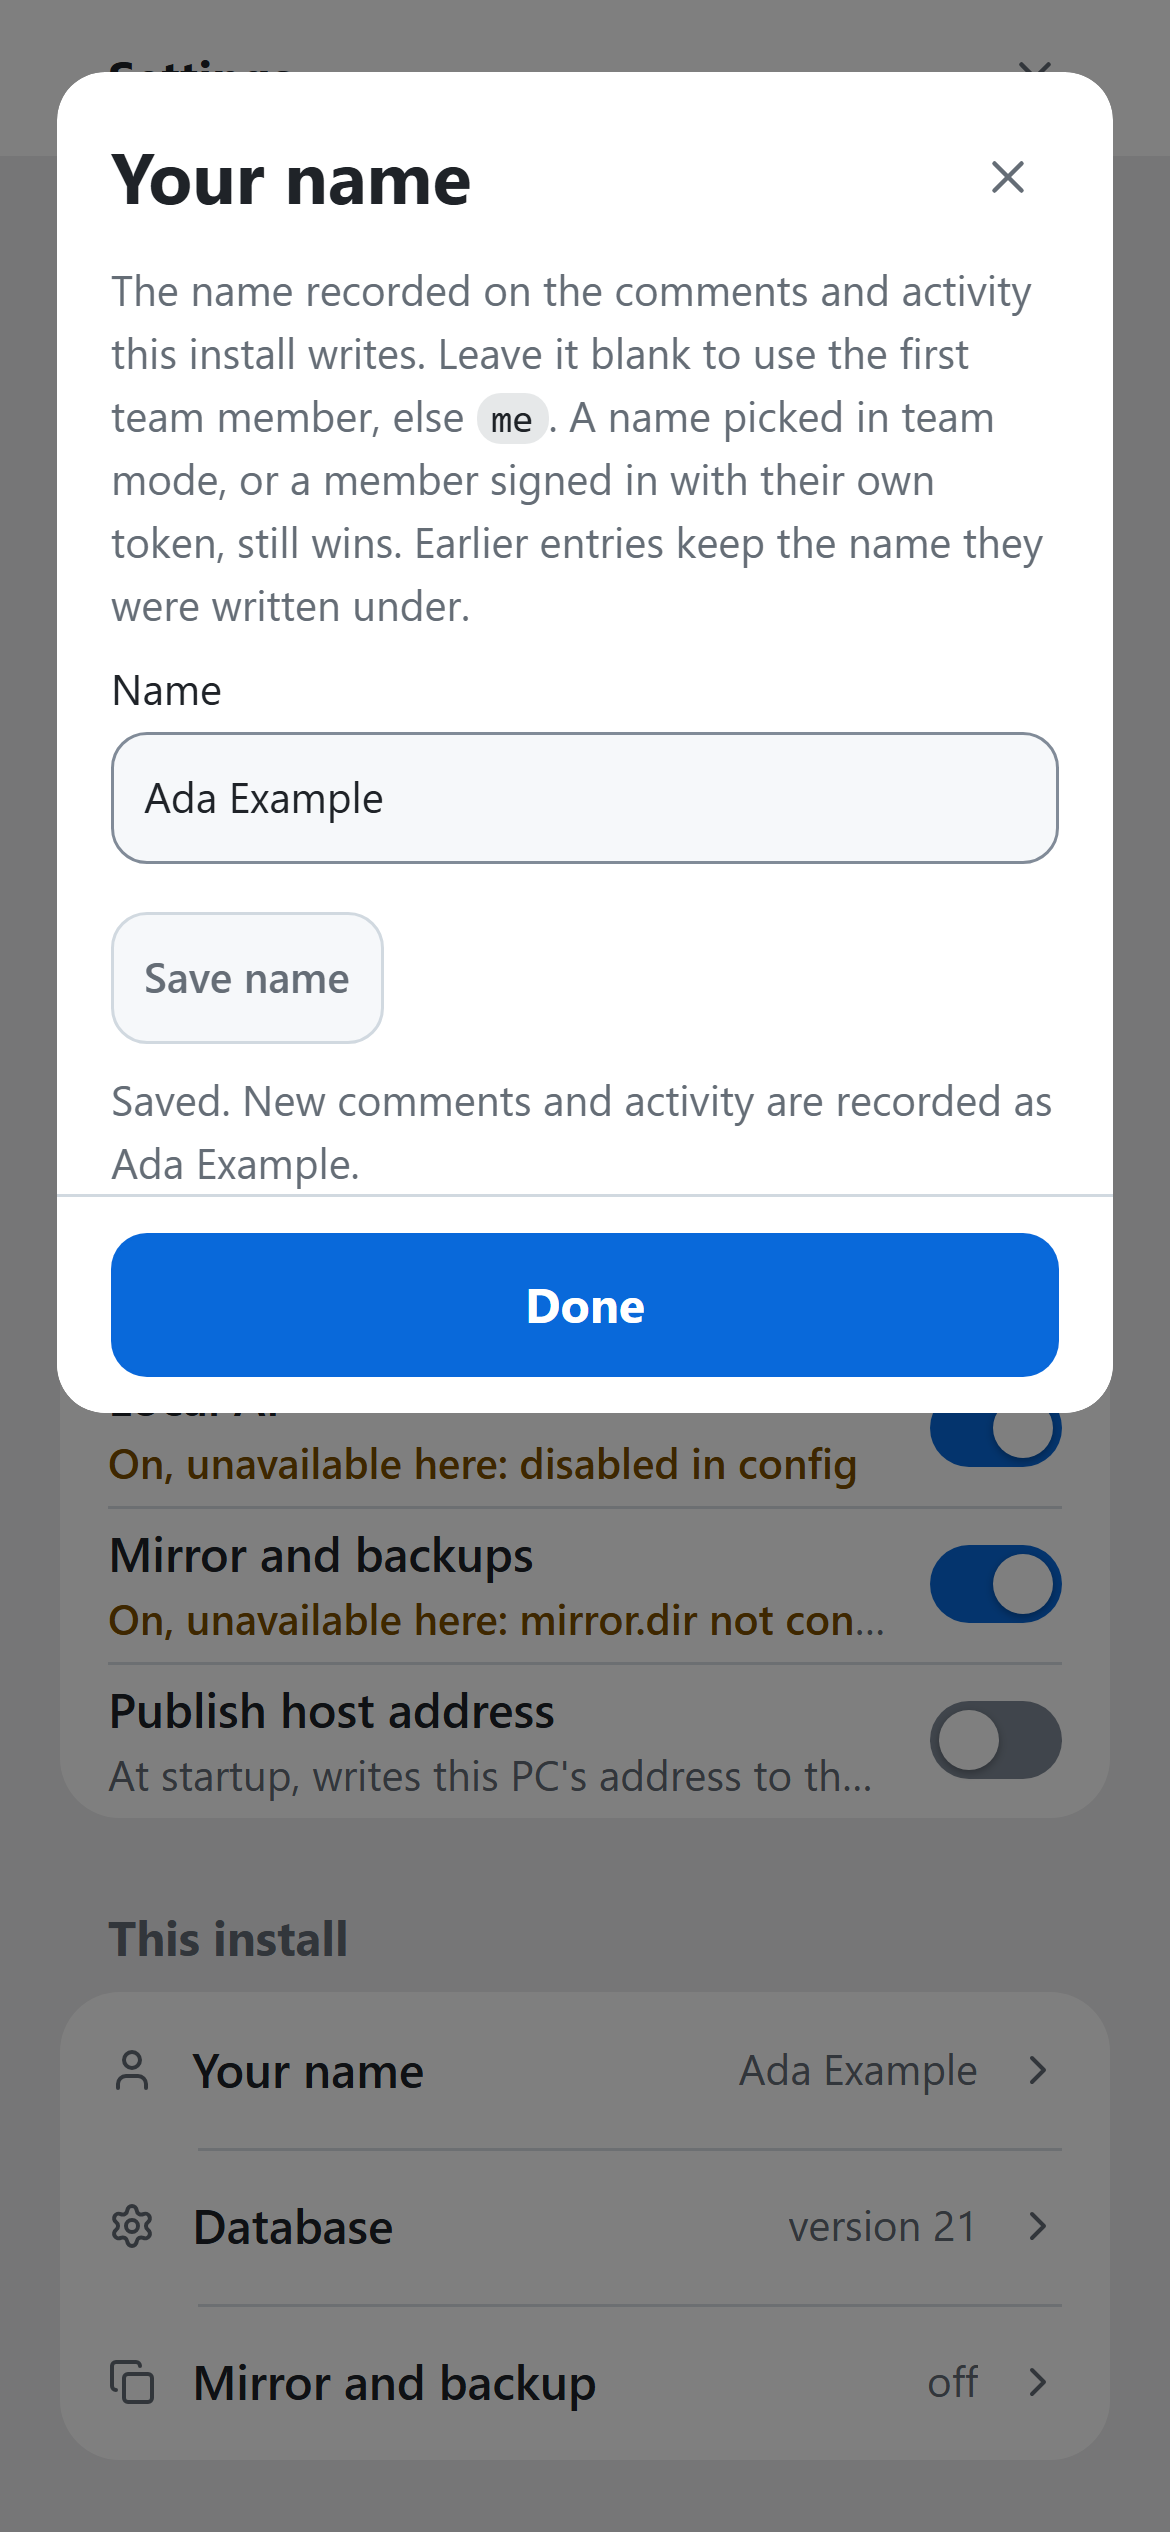 Settings
Your name
The name recorded on the comments and activity
this install writes. Leave it blank to use the first
team member, else me. A name picked in team
mode, or a member signed in with their own
token, still wins. Earlier entries keep the name they
were written under.
Name
Ada Example
Save name
Saved. New comments and activity are recorded as
Ada Example.
Done
On, unavailable here: disabled in config
Mirror and backups
On, unavailable here: mirror.dir not con...
Publish host address
At startup, writes this PC's address to th...
This install
Your name Ada Example
Database version 21
Mirror and backup off